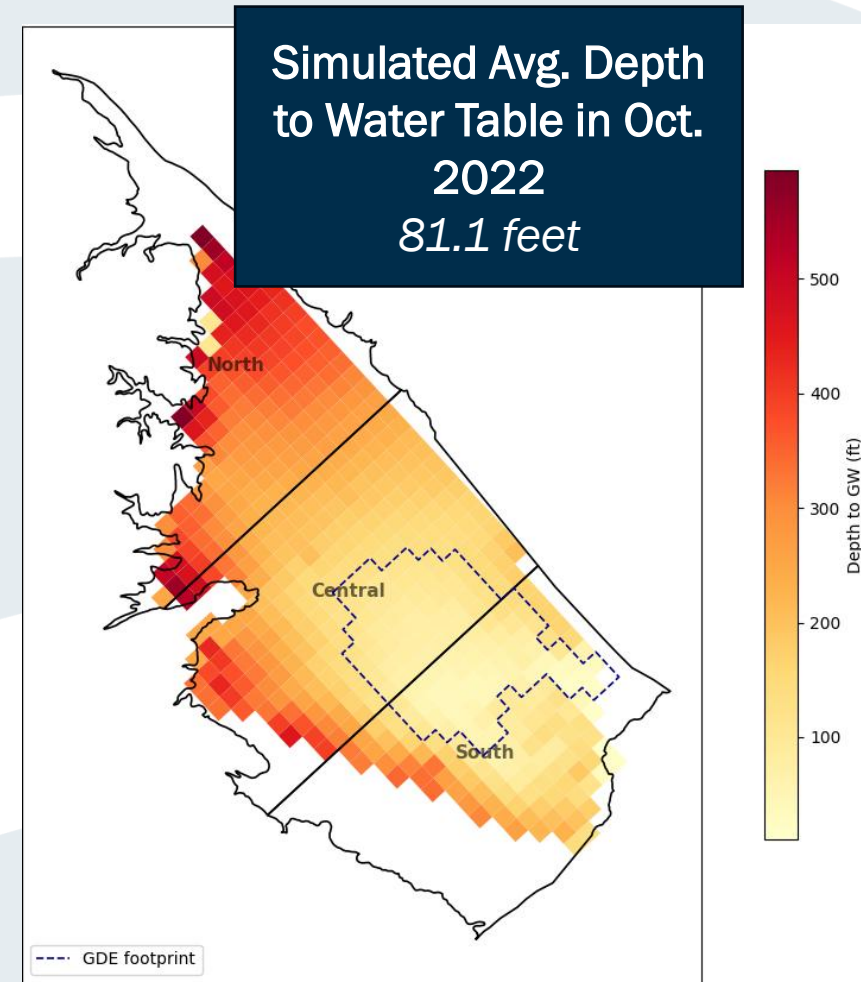 Simulated Avg. Depth
to Water Table in Oct.
2022
81.1 feet
North
Central
South
500
400
300
200
100
Depth to GW (ft)
GDE footprint